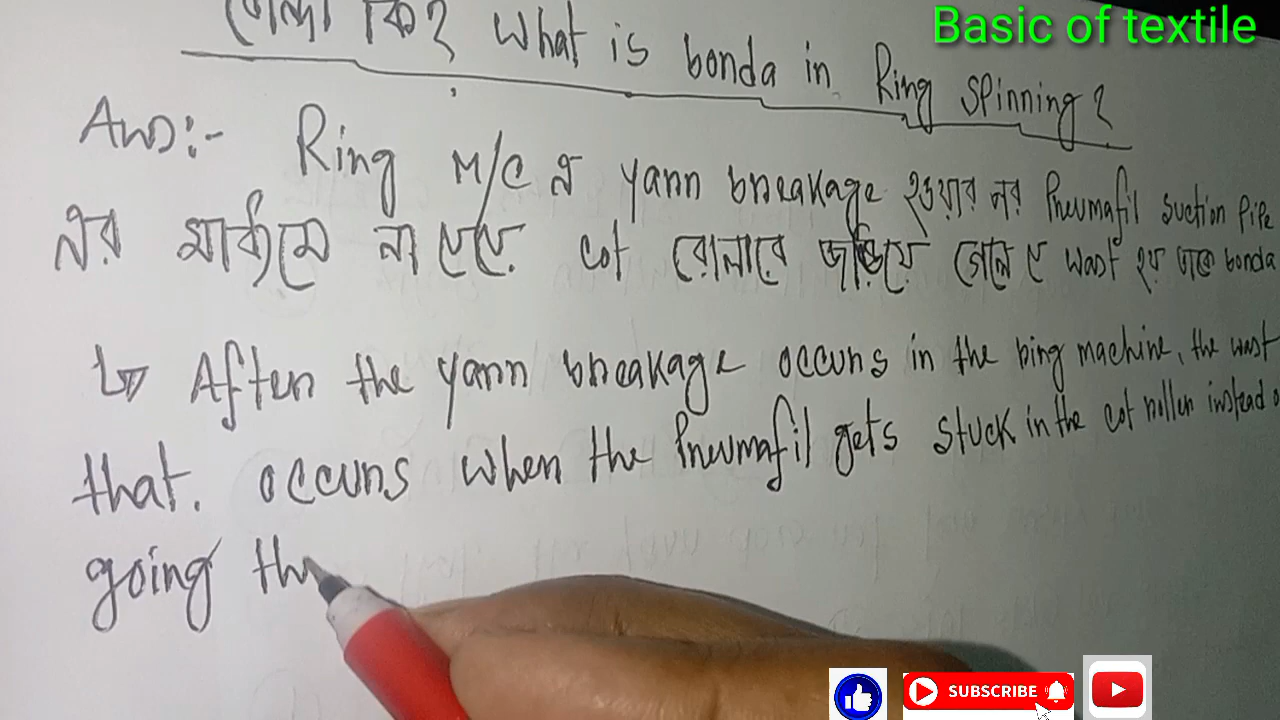 Basic of textile
কি? What is bonda in Ring spinning?
Ans:- Ring M/C এ yarn breakage হওয়ার পর Pneumafil suction pipe
এর মাধ্যমে না যেয়ে cot রোলারে জড়িয়ে গেলে যে wast হয় তাকে bonda
↳ After the yarn breakage occurs in the ring machine, the wast
that. occurs when the Pneumafil gets stuck in the cot roller instead
going th
SUBSCRIBE